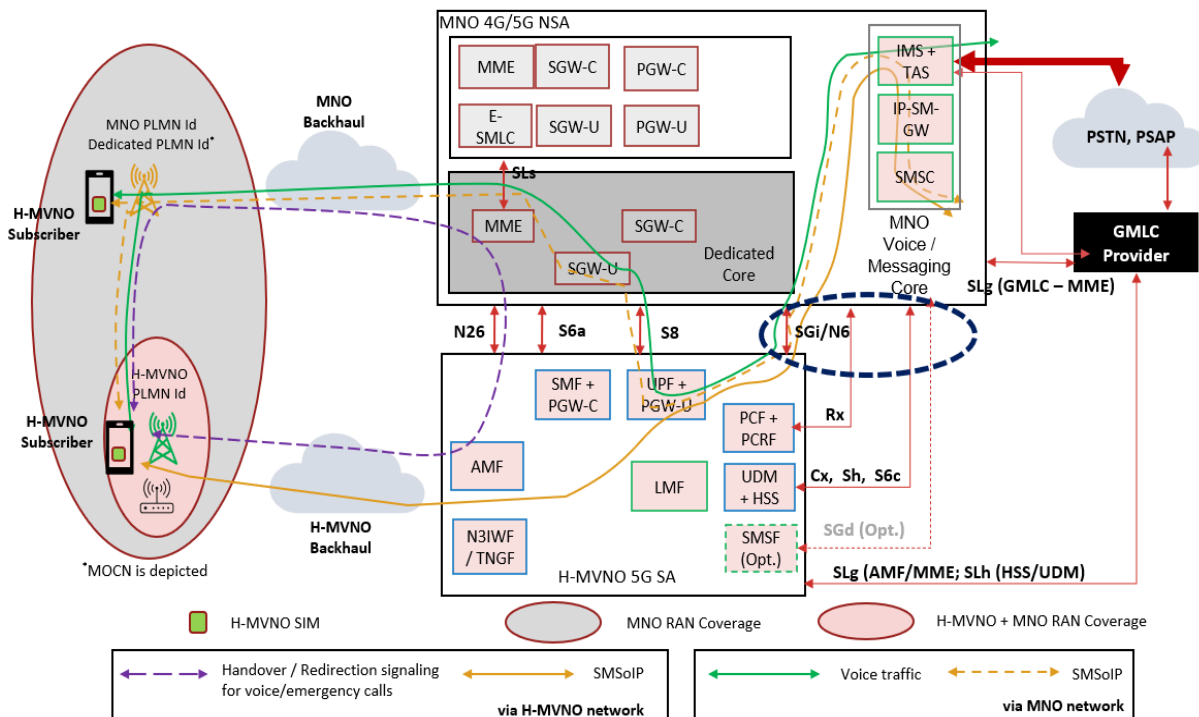 MNO 4G/5G NSA
MME
SGW-C
PGW-C
E-
SMLC
SGW-U
PGW-U
IMS +
TAS
IP-SM-
GW
SMSC
MNO
Voice /
Messaging
Core
PSTN, PSAP
GMLC
Provider
MNO
Backhaul
MNO PLMN Id
Dedicated PLMN Id*
H-MVNO
Subscriber
SLs
MME
SGW-C
SGW-U
Dedicated
Core
SLg (GMLC – MME)
N26
S6a
S8
SGi/N6
H-MVNO
PLMN Id
H-MVNO
Subscriber
SMF +
PGW-C
UPF +
PGW-U
PCF +
PCRF
Rx
AMF
LMF
UDM
+ HSS
Cx, Sh, S6c
H-MVNO
Backhaul
N3IWF
/ TNGF
SMSF
(Opt.)
SGd (Opt.)
*MOCN is depicted
H-MVNO 5G SA
SLg (AMF/MME; SLh (HSS/UDM)
H-MVNO SIM
MNO RAN Coverage
H-MVNO + MNO RAN Coverage
Handover / Redirection signaling
for voice/emergency calls
SMSoIP
via H-MVNO network
Voice traffic
SMSoIP
via MNO network